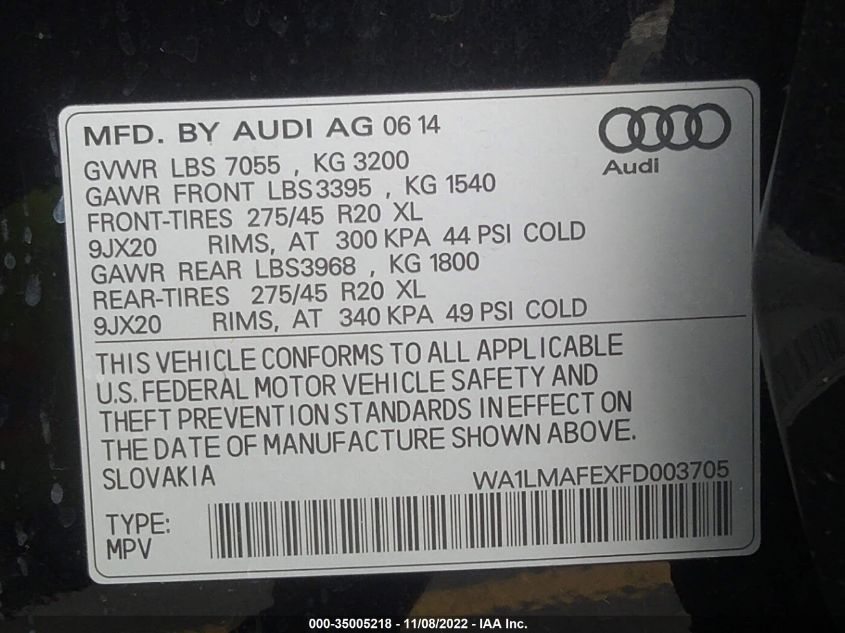 MFD. BY AUDI AG 06 14
Audi
GVWR LBS 7055 , KG 3200
GAWR FRONT LBS3395 , KG 1540
FRONT-TIRES 275/45 R20 XL
9JX20 RIMS, AT 300 KPA 44 PSI COLD
GAWR REAR LBS3968 , KG 1800
REAR-TIRES 275/45 R20 XL
9JX20 RIMS, AT 340 KPA 49 PSI COLD
THIS VEHICLE CONFORMS TO ALL APPLICABLE
U.S. FEDERAL MOTOR VEHICLE SAFETY AND
THEFT PREVENTION STANDARDS IN EFFECT ON
THE DATE OF MANUFACTURE SHOWN ABOVE.
SLOVAKIA WA1LMAFEXFD003705
TYPE:
MPV
000-35005218 - 11/08/2022 - IAA Inc.